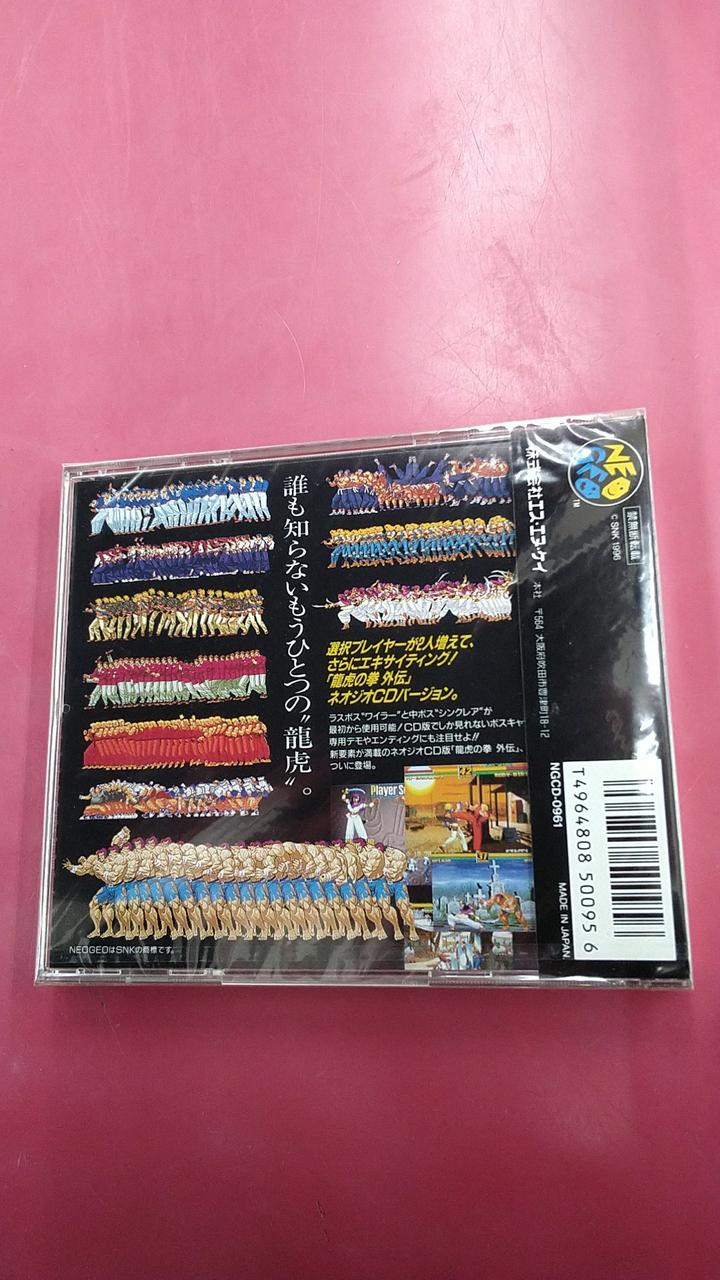 誰も知らないもうひとつの〝龍虎〟。
選択プレイヤーが2人増えて、
さらにエキサイティング!
「龍虎の拳 外伝」
ネオジオCDバージョン。
ラスボス"ワイラー"と中ボス"シンクレア"が
最初から使用可能!CD版でしか見れないボスキャ
専用デモやエンディングにも注目せよ!!
新要素が満載のネオジオCD版「龍虎の拳 外伝」、
ついに登場。
Player S
42
37
NEOGEOはSNKの商標です。
NEO
GEO
TM
株式会社エス・エヌ・ケイ
本社 〒564 大阪府吹田市豊津町18-12
© SNK 1996
禁無断転載
NGCD-0961
MADE IN JAPAN.
T4964808 50095 6